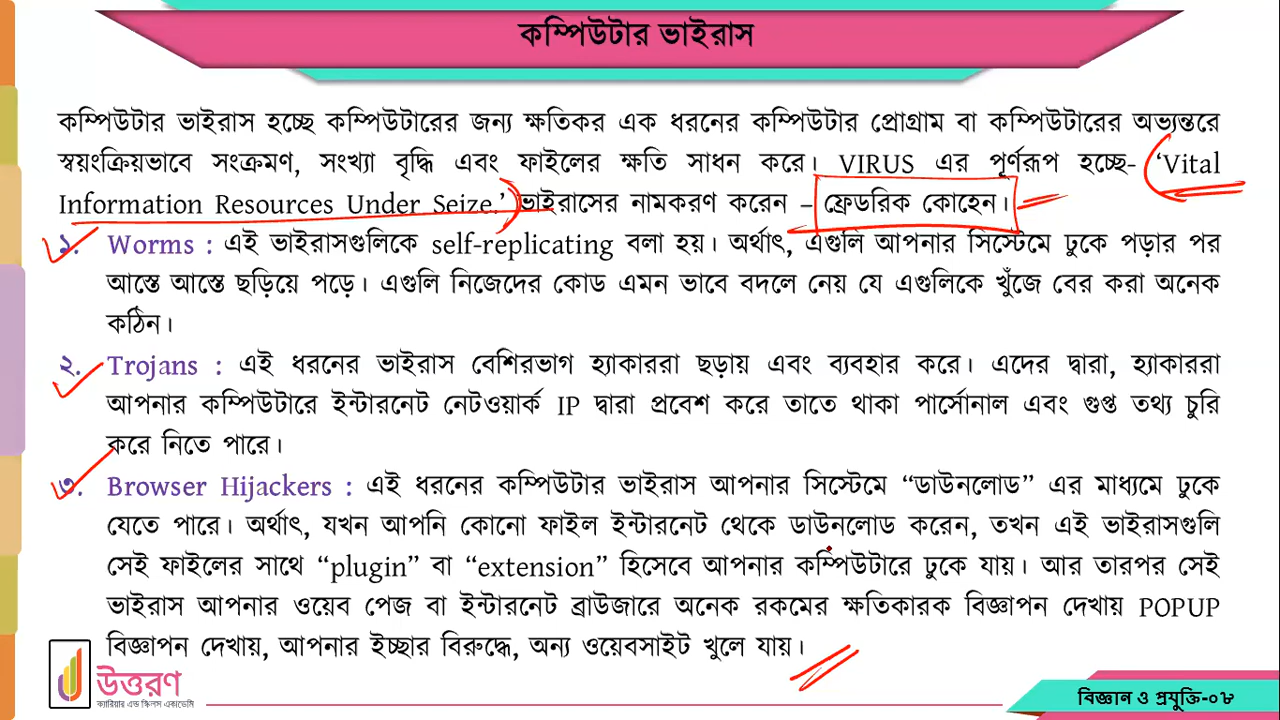 কম্পিউটার ভাইরাস
কম্পিউটার ভাইরাস হচ্ছে কম্পিউটারের জন্য ক্ষতিকর এক ধরনের কম্পিউটার প্রোগ্রাম বা কম্পিউটারের অভ্যন্তরে
স্বয়ংক্রিয়ভাবে সংক্রমণ, সংখ্যা বৃদ্ধি এবং ফাইলের ক্ষতি সাধন করে। VIRUS এর পূর্ণরূপ হচ্ছে- ‘Vital
Information Resources Under Seize.’ ভাইরাসের নামকরণ করেন – ফ্রেডরিক কোহেন।
১. Worms : এই ভাইরাসগুলিকে self-replicating বলা হয়। অর্থাৎ, এগুলি আপনার সিস্টেমে ঢুকে পড়ার পর
আস্তে আস্তে ছড়িয়ে পড়ে। এগুলি নিজেদের কোড এমন ভাবে বদলে নেয় যে এগুলিকে খুঁজে বের করা অনেক
কঠিন।
২. Trojans : এই ধরনের ভাইরাস বেশিরভাগ হ্যাকাররা ছড়ায় এবং ব্যবহার করে। এদের দ্বারা, হ্যাকাররা
আপনার কম্পিউটারে ইন্টারনেট নেটওয়ার্ক IP দ্বারা প্রবেশ করে তাতে থাকা পার্সোনাল এবং গুপ্ত তথ্য চুরি
করে নিতে পারে।
৩. Browser Hijackers : এই ধরনের কম্পিউটার ভাইরাস আপনার সিস্টেমে “ডাউনলোড” এর মাধ্যমে ঢুকে
যেতে পারে। অর্থাৎ, যখন আপনি কোনো ফাইল ইন্টারনেট থেকে ডাউনলোড করেন, তখন এই ভাইরাসগুলি
সেই ফাইলের সাথে “plugin” বা “extension” হিসেবে আপনার কম্পিউটারে ঢুকে যায়। আর তারপর সেই
ভাইরাস আপনার ওয়েব পেজ বা ইন্টারনেট ব্রাউজারে অনেক রকমের ক্ষতিকারক বিজ্ঞাপন দেখায় POPUP
বিজ্ঞাপন দেখায়, আপনার ইচ্ছার বিরুদ্ধে, অন্য ওয়েবসাইট খুলে যায়।
উত্তরণ
ক্যারিয়ার এন্ড স্কিলস একাডেমি
বিজ্ঞান ও প্রযুক্তি-০৮